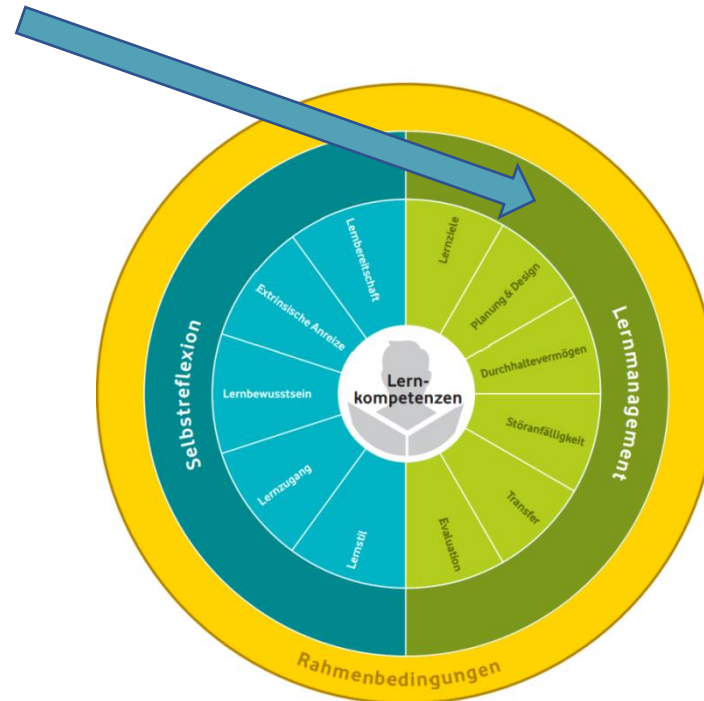 Lernbereitschaft
Lernziele
Extrinsische Anreize
Planung & Design
Selbstreflexion
Lernmanagement
Lern-
kompetenzen
Durchhaltevermögen
Lernbewusstsein
Störanfälligkeit
Lernzugang
Transfer
Lernstil
Evaluation
Rahmenbedingungen